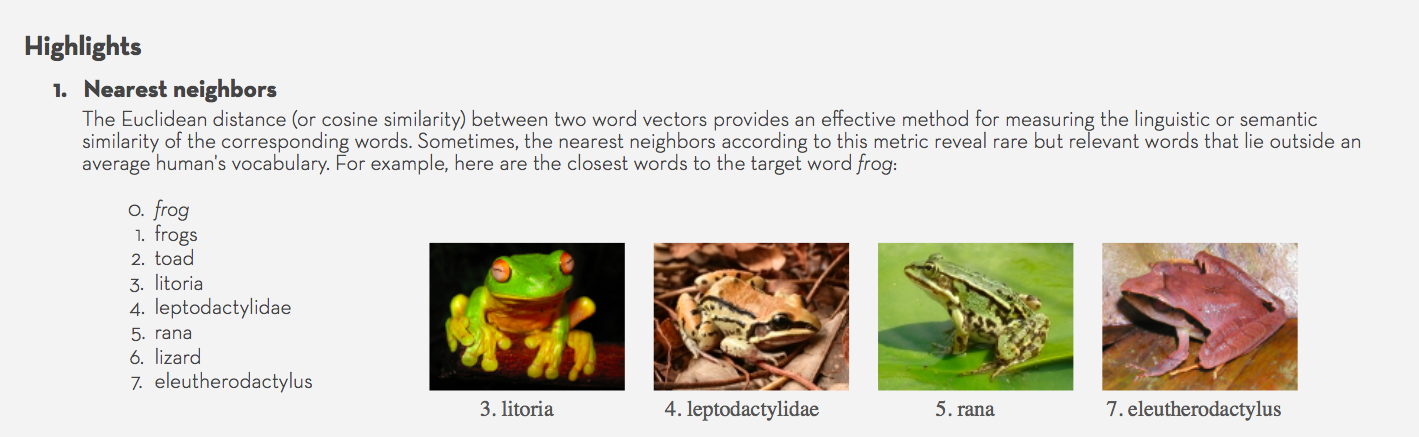 Highlights
1. Nearest neighbors
The Euclidean distance (or cosine similarity) between two word vectors provides an effective method for measuring the linguistic or semantic
similarity of the corresponding words. Sometimes, the nearest neighbors according to this metric reveal rare but relevant words that lie outside an
average human's vocabulary. For example, here are the closest words to the target word frog:
0. frog
1. frogs
2. toad
3. litoria
4. leptodactylidae
5. rana
6. lizard
7. eleutherodactylus
3. litoria
4. leptodactylidae
5. rana
7. eleutherodactylus